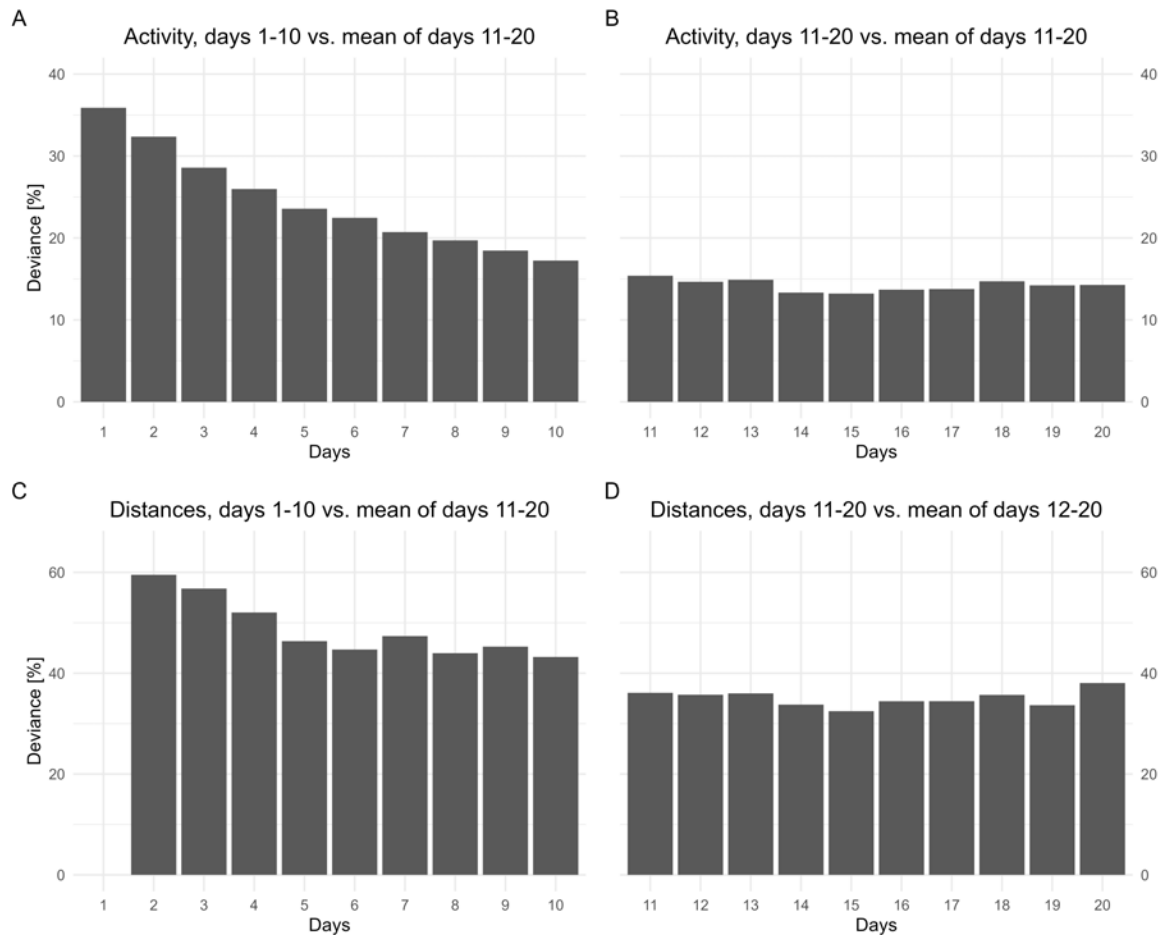 A
Activity, days 1-10 vs. mean of days 11-20
40
30
20
10
0
Deviance [%]
1 2 3 4 5 6 7 8 9 10
Days
B
Activity, days 11-20 vs. mean of days 11-20
40
30
20
10
0
11 12 13 14 15 16 17 18 19 20
Days
C
Distances, days 1-10 vs. mean of days 11-20
60
40
20
0
Deviance [%]
1 2 3 4 5 6 7 8 9 10
Days
D
Distances, days 11-20 vs. mean of days 12-20
60
40
20
0
11 12 13 14 15 16 17 18 19 20
Days